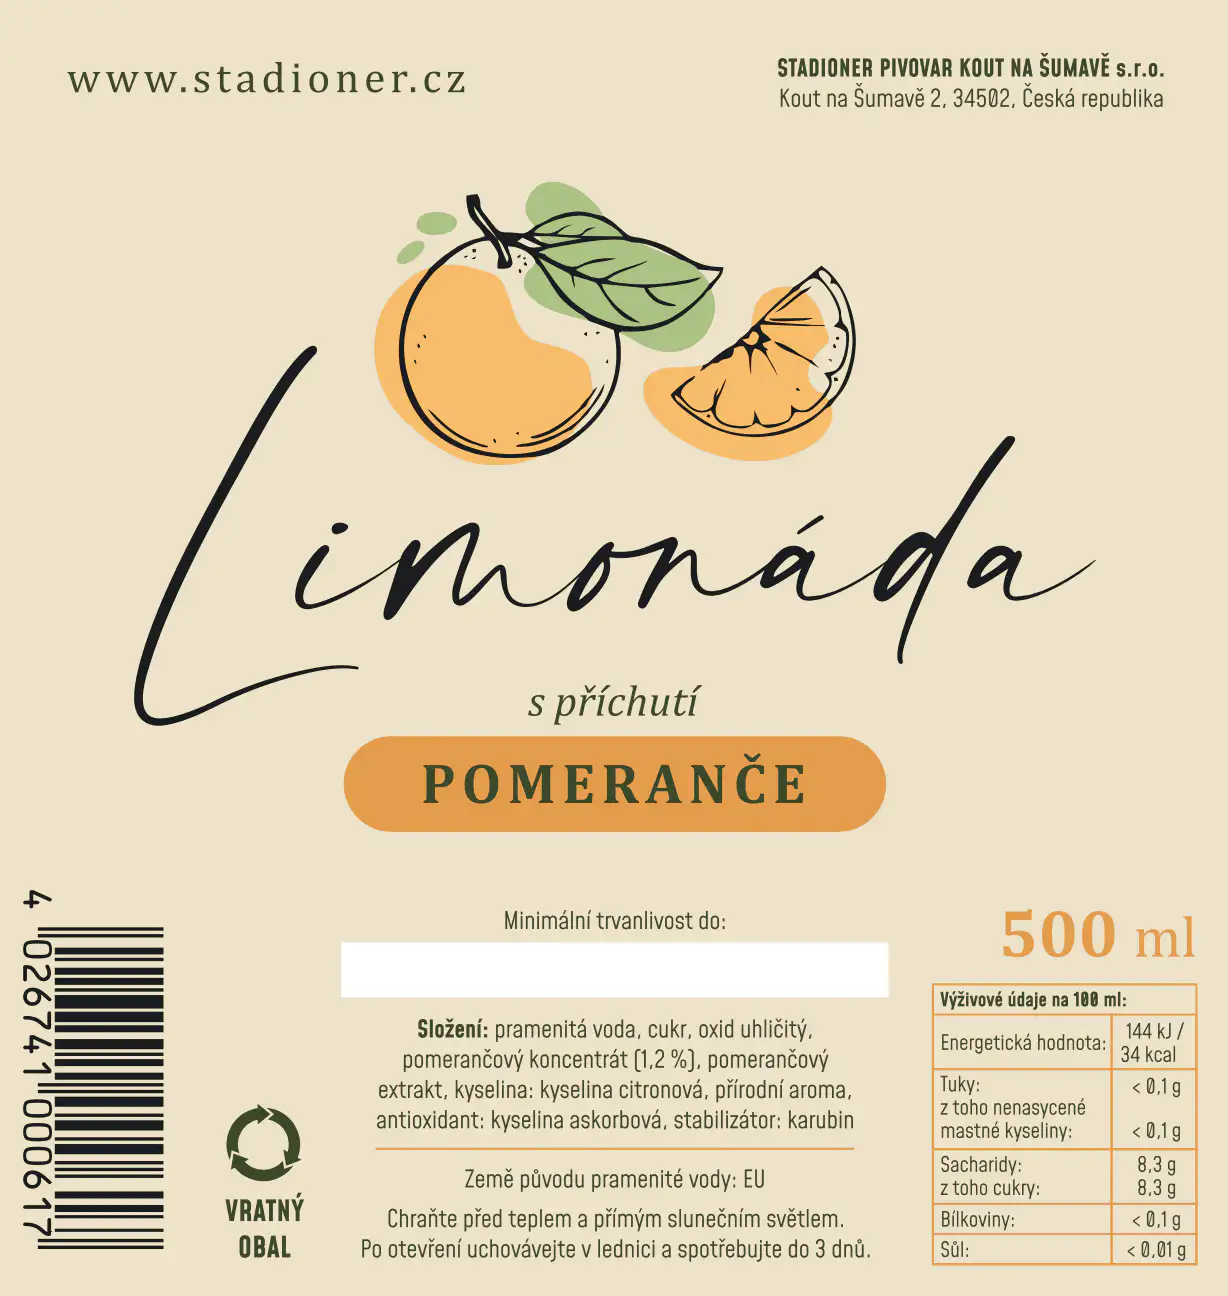 www.stadioner.cz
STADIONER PIVOVAR KOUT NA ŠUMAVĚ s.r.o.
Kout na Šumavě 2, 34502, Česká republika
Limonáda
s příchutí
POMERANČE
4 026741 000617
VRATNÝ
OBAL
Minimální trvanlivost do:
Složení: pramenitá voda, cukr, oxid uhličitý,
pomerančový koncentrát (1,2 %), pomerančový
extrakt, kyselina: kyselina citronová, přírodní aroma,
antioxidant: kyselina askorbová, stabilizátor: karubin
Země původu pramenité vody: EU
Chraňte před teplem a přímým slunečním světlem.
Po otevření uchovávejte v lednici a spotřebujte do 3 dnů.
500 ml
Výživové údaje na 100 ml:
Energetická hodnota: 144 kJ /
34 kcal
Tuky: < 0,1 g
z toho nenasycené
mastné kyseliny: < 0,1 g
Sacharidy: 8,3 g
z toho cukry: 8,3 g
Bílkoviny: < 0,1 g
Sůl: < 0,01 g